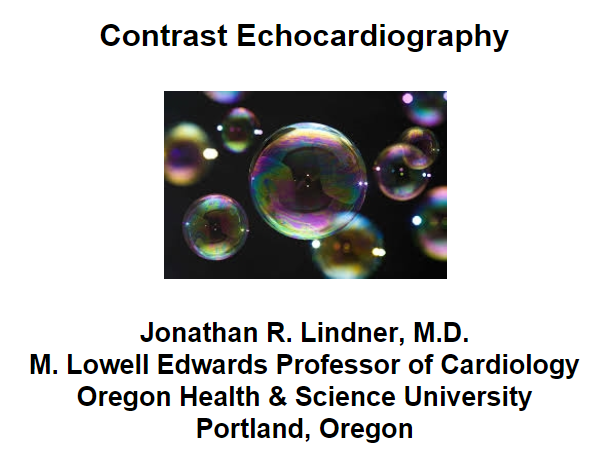 Contrast Echocardiography
Jonathan R. Lindner, M.D.
M. Lowell Edwards Professor of Cardiology
Oregon Health & Science University
Portland, Oregon